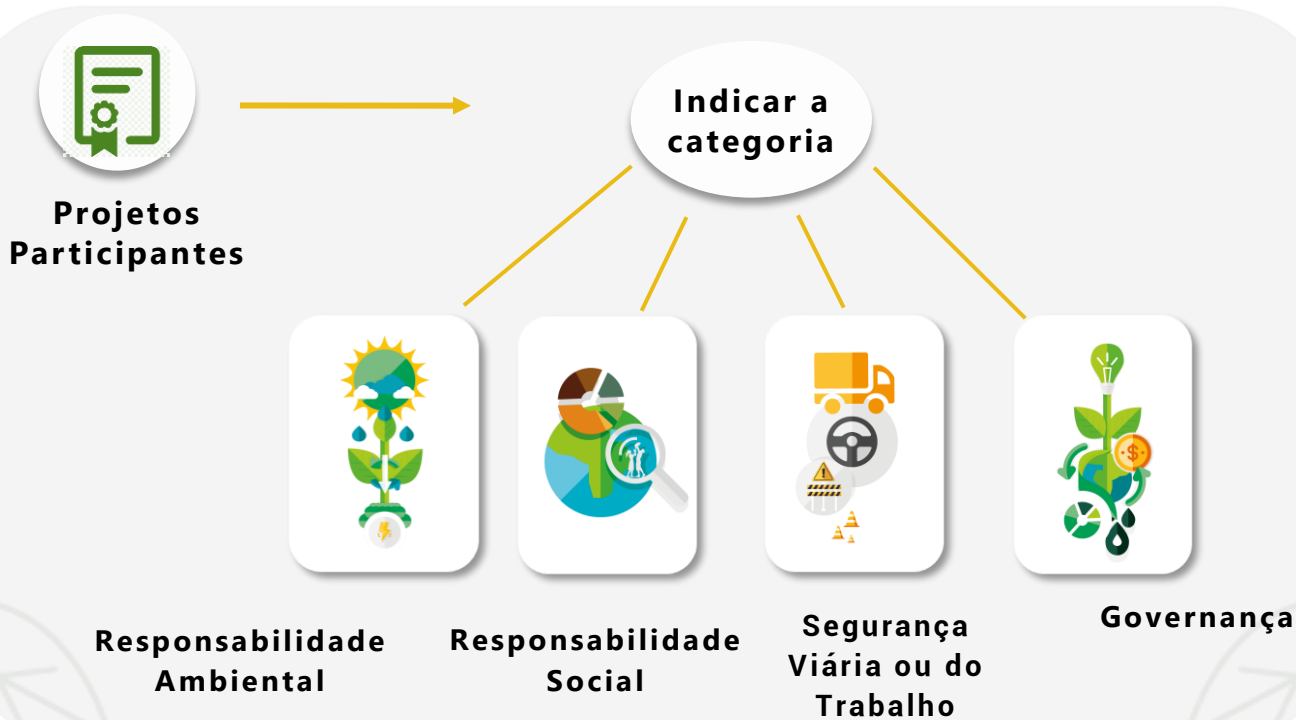 Indicar a
categoria
Projetos
Participantes
Responsabilidade
Ambiental
Responsabilidade
Social
Segurança
Viária ou do
Trabalho
Governança